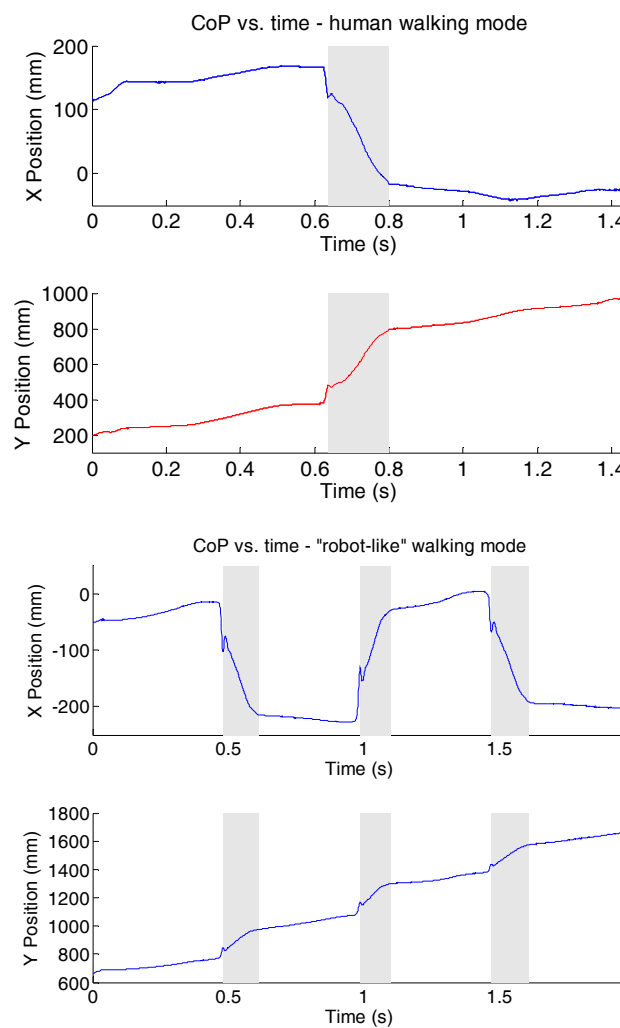 CoP vs. time - human walking mode
200
100
0
X Position (mm)
0 0.2 0.4 0.6 0.8 1 1.2 1.4
Time (s)
1000
800
600
400
200
Y Position (mm)
0 0.2 0.4 0.6 0.8 1 1.2 1.4
Time (s)
CoP vs. time - "robot-like" walking mode
0
-100
-200
X Position (mm)
0 0.5 1 1.5
Time (s)
1800
1600
1400
1200
1000
800
600
Y Position (mm)
0 0.5 1 1.5
Time (s)